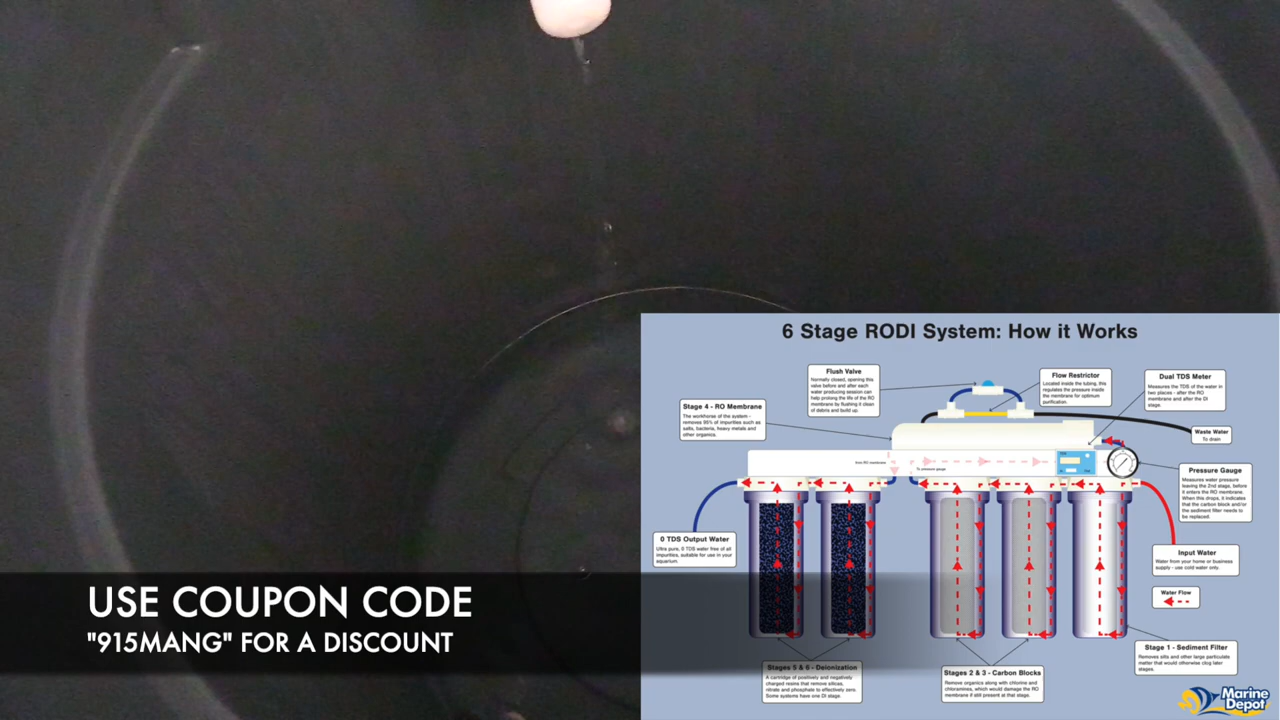 6 Stage RODI System: How it Works
Flush Valve
Normally closed, opening this
valve before and after each
water producing session can
help prolong the life of the RO
membrane by flushing it clean
of debris and build up.
Flow Restrictor
Located inside the tubing, this
regulates the pressure inside
the membrane for optimum
purification.
Dual TDS Meter
Measures the TDS of the water in
two places - after the RO
membrane and after the DI
stage.
Stage 4 - RO Membrane
The workhorse of the system -
removes 95% of impurities such as
salts, bacteria, heavy metals and
other organics.
Waste Water
To drain
from RO membrane
To pressure gauge
Pressure Gauge
Measures water pressure
leaving the 2nd stage, before
it enters the RO membrane.
When this drops, it indicates
that the carbon block and/or
the sediment filter needs to
be replaced.
0 TDS Output Water
Ultra pure, 0 TDS water free of all
impurities, suitable for use in your
aquarium.
Input Water
Water from your home or business
supply - use cold water only.
Water Flow
USE COUPON CODE
"915MANG" FOR A DISCOUNT
Stage 1 - Sediment Filter
Removes silts and other large particulate
matter that would otherwise clog later
stages.
Stages 5 & 6 - Deionization
A cartridge of positively and negatively
charged resins that remove silicates,
nitrate and phosphate to effectively zero.
Some systems have one DI stage.
Stages 2 & 3 - Carbon Blocks
Remove organics along with chlorine and
chloramines, which would damage the RO
membrane if still present at that stage.
Marine
Depot